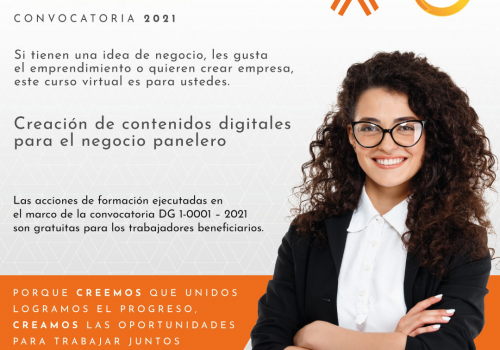 CONVOCATORIA 2021
Si tienen una idea de negocio, les gusta
el emprendimiento o quieren crear empresa,
este curso virtual es para ustedes.
Creación de contenidos digitales
para el negocio panelero
Las acciones de formación ejecutadas en
el marco de la convocatoria DG 1-0001 – 2021
son gratuitas para los trabajadores beneficiarios.
PORQUE CREEMOS QUE UNIDOS
LOGRAMOS EL PROGRESO,
CREAMOS LAS OPORTUNIDADES
PARA TRABAJAR JUNTOS